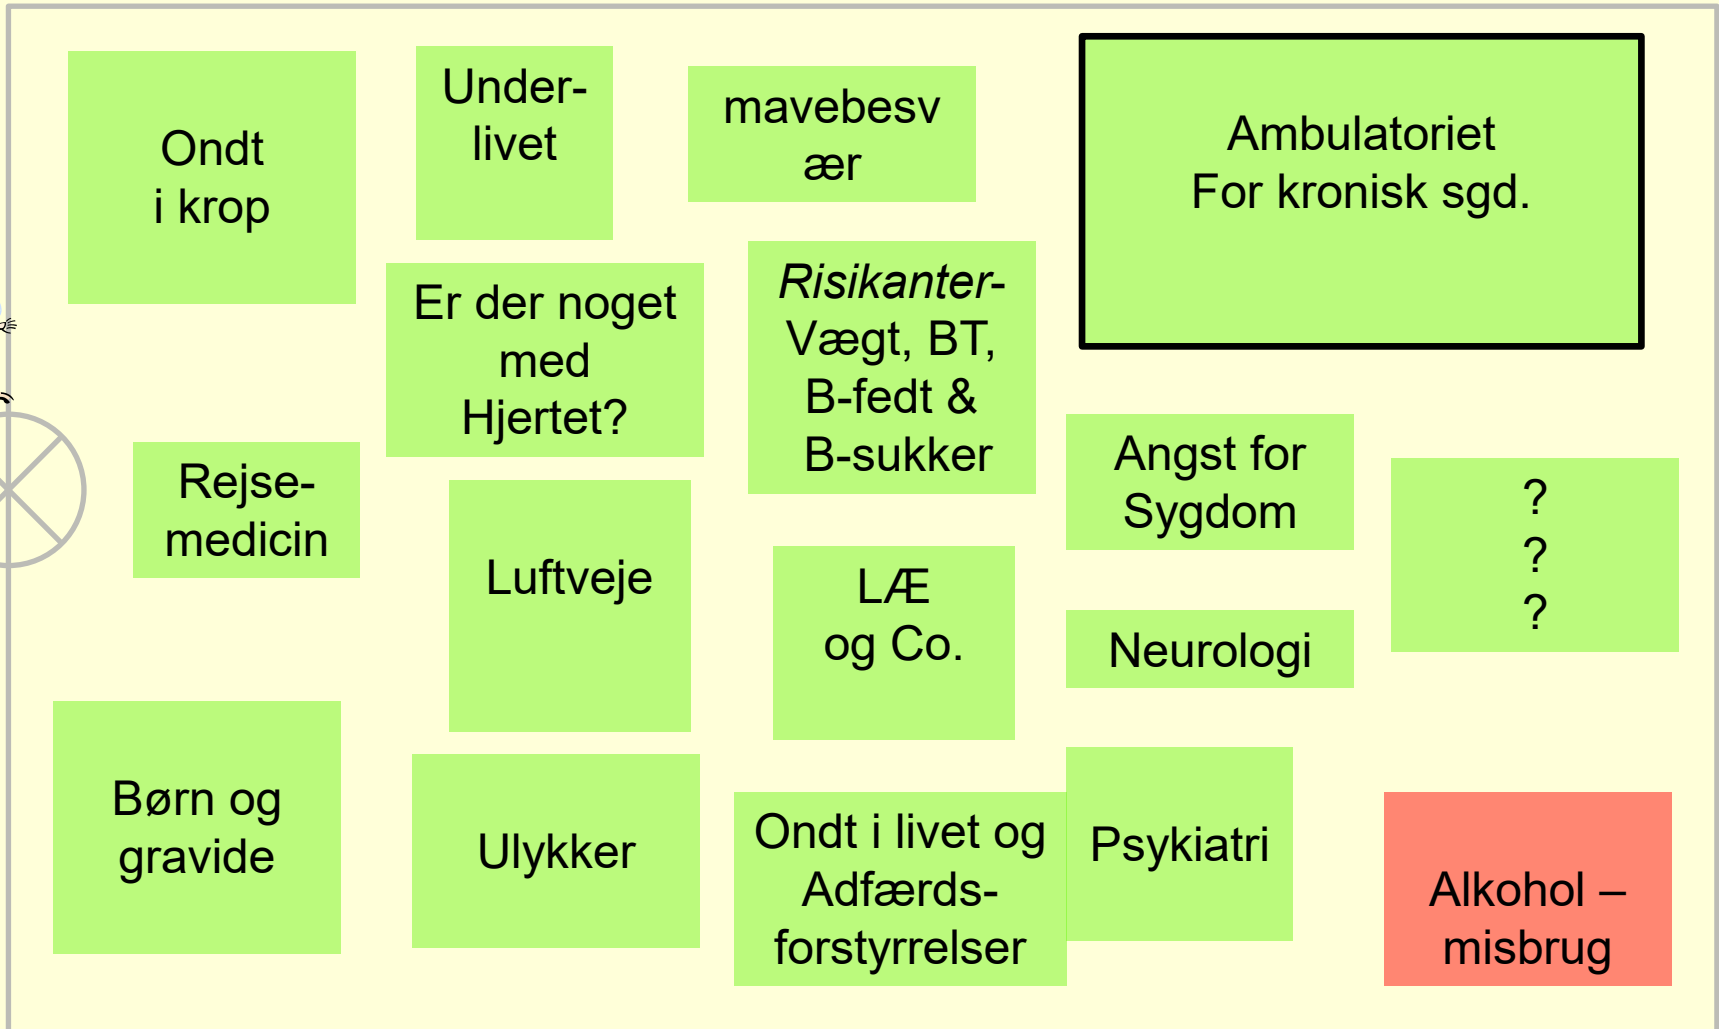 Ondt
i krop
Under-
livet
mavebesv
ær
Ambulatoriet
For kronisk sgd.
Er der noget
med
Hjertet?
Risikanter-
Vægt, BT,
B-fedt &
B-sukker
Rejse-
medicin
Luftveje
LÆ
og Co.
Angst for
Sygdom
?
?
?
Neurologi
Børn og
gravide
Ulykker
Ondt i livet og
Adfærds-
forstyrrelser
Psykiatri
Alkohol –
misbrug